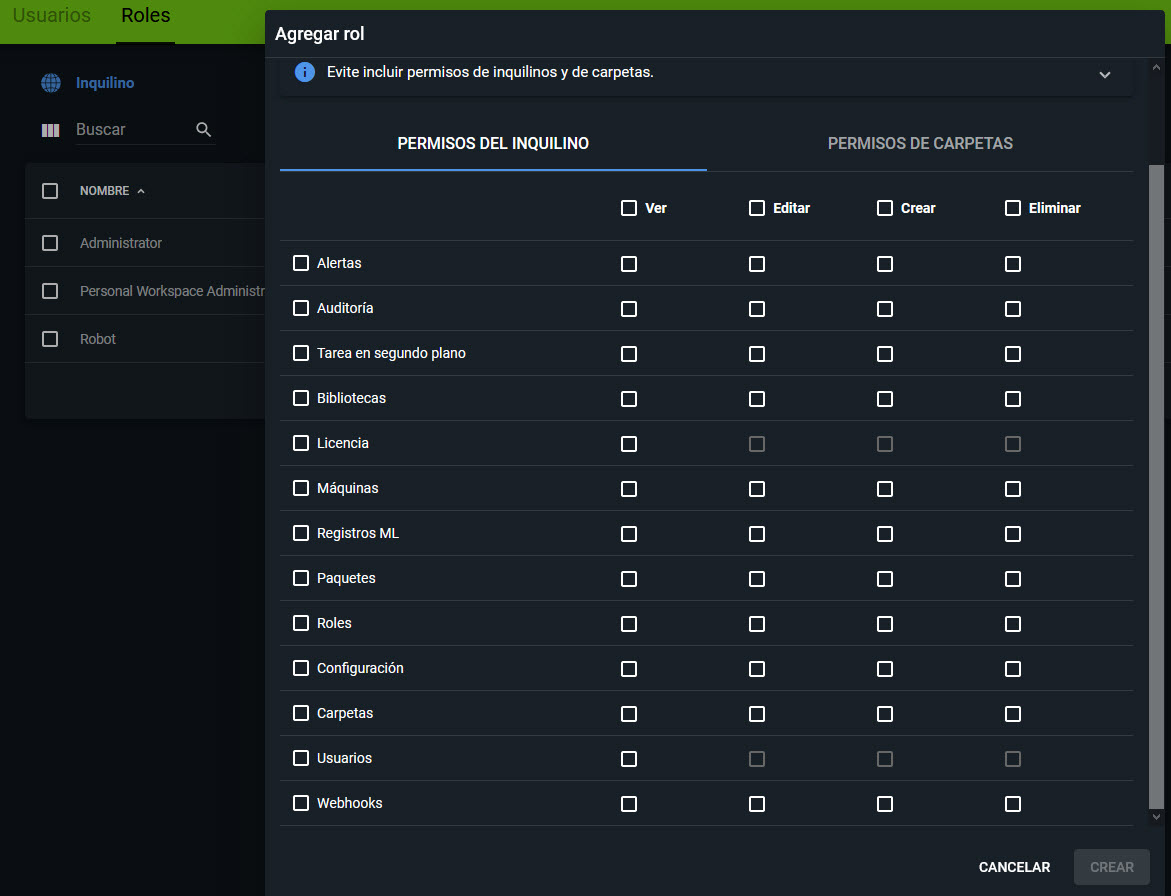 Usuarios Roles
Agregar rol
Evite incluir permisos de inquilinos y de carpetas.
Inquilino
Buscar
NOMBRE
Administrator
Personal Workspace Administr
Robot
PERMISOS DEL INQUILINO PERMISOS DE CARPETAS
Ver Editar Crear Eliminar
Alertas
Auditoría
Tarea en segundo plano
Bibliotecas
Licencia
Máquinas
Registros ML
Paquetes
Roles
Configuración
Carpetas
Usuarios
Webhooks
CANCELAR CREAR